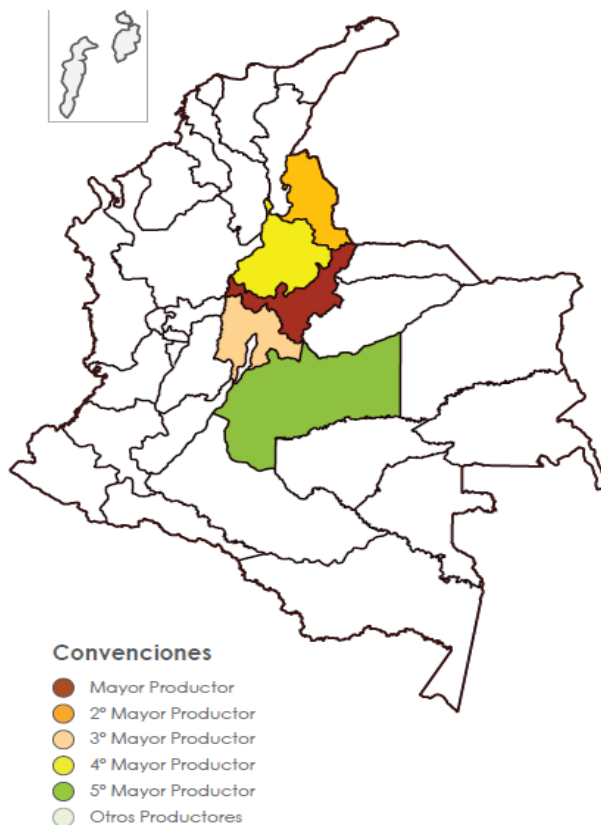 Convenciones
Mayor Productor
2° Mayor Productor
3° Mayor Productor
4° Mayor Productor
5° Mayor Productor
Otros Productores